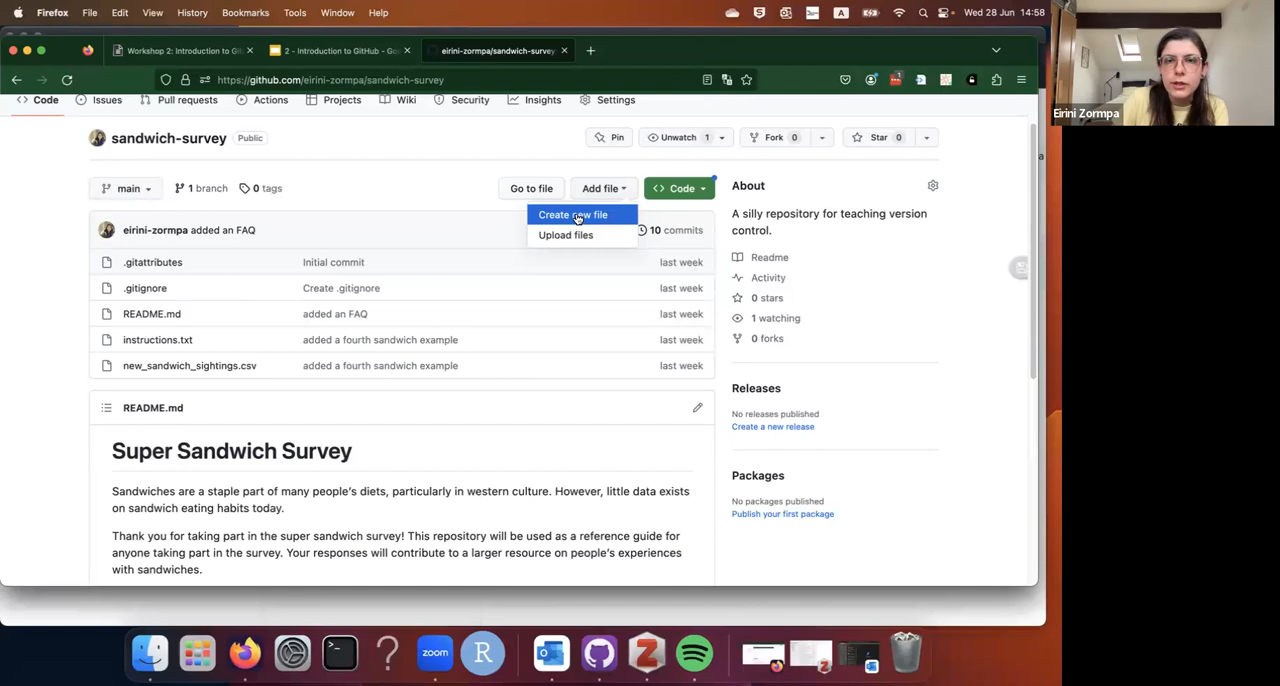 Firefox File Edit View History Bookmarks Tools Window Help A Wed 28 Jun 14:58
Workshop 2: Introduction to Git 2 - Introduction to GitHub - Go eirini-zormpa/sandwich-survey
https://github.com/eirini-zormpa/sandwich-survey
Code Issues Pull requests Actions Projects Wiki Security Insights Settings
Eirini Zormpa
sandwich-survey Public Pin Unwatch 1 Fork 0 Star 0
main 1 branch 0 tags Go to file Add file Code About
Create new file
Upload files
A silly repository for teaching version
control.
eirini-zormpa added an FAQ 10 commits
.gitattributes Initial commit last week
.gitignore Create .gitignore last week
README.md added an FAQ last week
instructions.txt added a fourth sandwich example last week
new_sandwich_sightings.csv added a fourth sandwich example last week
Readme
Activity
0 stars
1 watching
0 forks
Releases
No releases published
Create a new release
Packages
No packages published
Publish your first package
README.md
Super Sandwich Survey
Sandwiches are a staple part of many people's diets, particularly in western culture. However, little data exists
on sandwich eating habits today.
Thank you for taking part in the super sandwich survey! This repository will be used as a reference guide for
anyone taking part in the survey. Your responses will contribute to a larger resource on people's experiences
with sandwiches.
zoom R Z